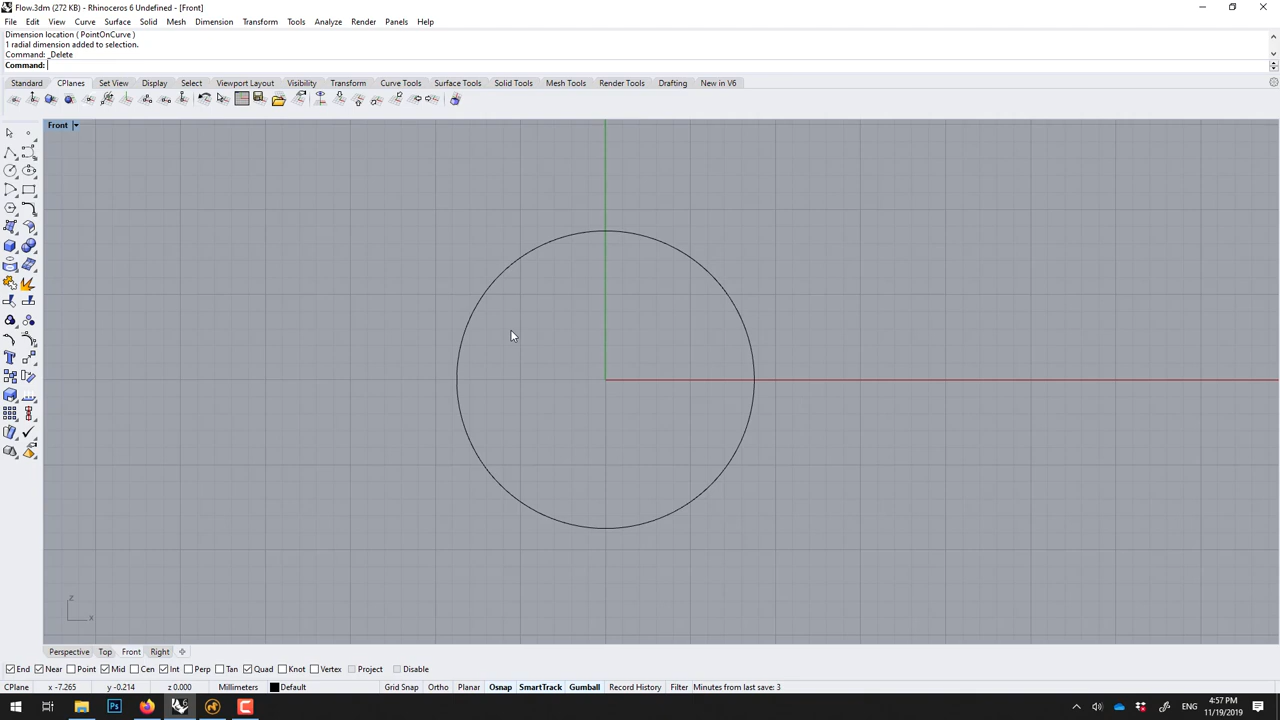 Flow.3dm (272 KB) - Rhinoceros 6 Undefined - [Front]
File Edit View Curve Surface Solid Mesh Dimension Transform Tools Analyze Render Panels Help
Dimension location ( PointOnCurve )
1 radial dimension added to selection.
Command: _Delete
Command:
Standard CPlanes Set View Display Select Viewport Layout Visibility Transform Curve Tools Surface Tools Solid Tools Mesh Tools Render Tools Drafting New in V6
Front
z
x
Perspective Top Front Right
End Near Point Mid Cen Int Perp Tan Quad Knot Vertex Project Disable
CPlane x -7.265 y -0.214 z 0.000 Millimeters Default Grid Snap Ortho Planar Osnap SmartTrack Gumball Record History Filter Minutes from last save: 3
ENG 4:57 PM
11/19/2019